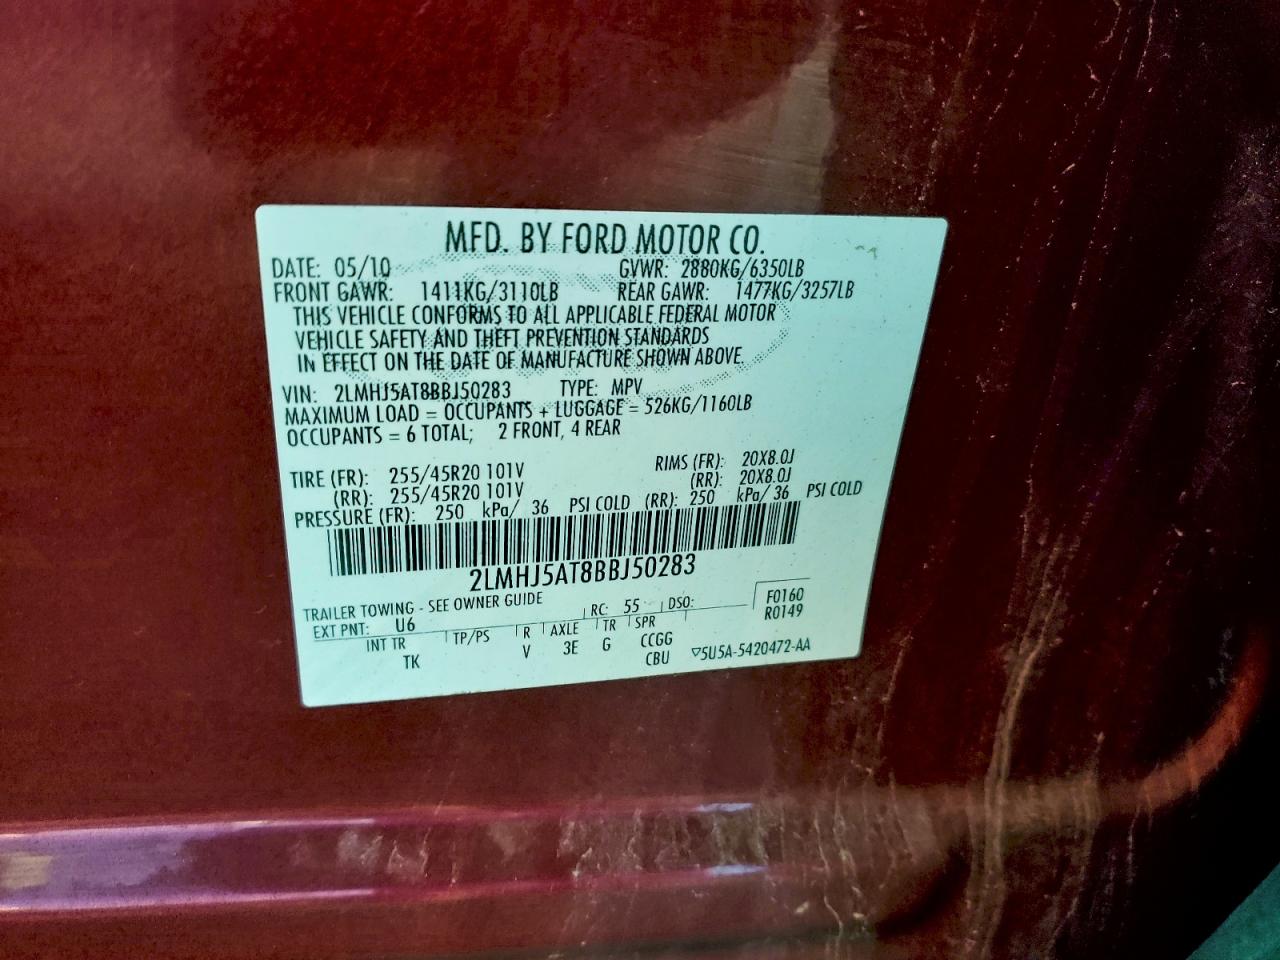 MFD. BY FORD MOTOR CO.
DATE: 05/10 GVWR: 2880KG/6350LB
FRONT GAWR: 1411KG/3110LB REAR GAWR: 1477KG/3257LB
THIS VEHICLE CONFORMS TO ALL APPLICABLE FEDERAL MOTOR
VEHICLE SAFETY AND THEFT PREVENTION STANDARDS
IN EFFECT ON THE DATE OF MANUFACTURE SHOWN ABOVE.
VIN: 2LMHJ5AT8BBJ50283 TYPE: MPV
MAXIMUM LOAD = OCCUPANTS + LUGGAGE = 526KG/1160LB
OCCUPANTS = 6 TOTAL; 2 FRONT, 4 REAR
TIRE (FR): 255/45R20 101V RIMS (FR): 20X8.0J
(RR): 255/45R20 101V (RR): 20X8.0J
PRESSURE (FR): 250 kPa/ 36 PSI COLD (RR): 250 kPa/ 36 PSI COLD
2LMHJ5AT8BBJ50283
TRAILER TOWING - SEE OWNER GUIDE
EXT PNT: U6 RC: 55 DSO: F0160
R0149
INT TR TP/PS R AXLE TR SPR
TK V 3E G CCGG
CBU ▽5U5A-5420472-AA